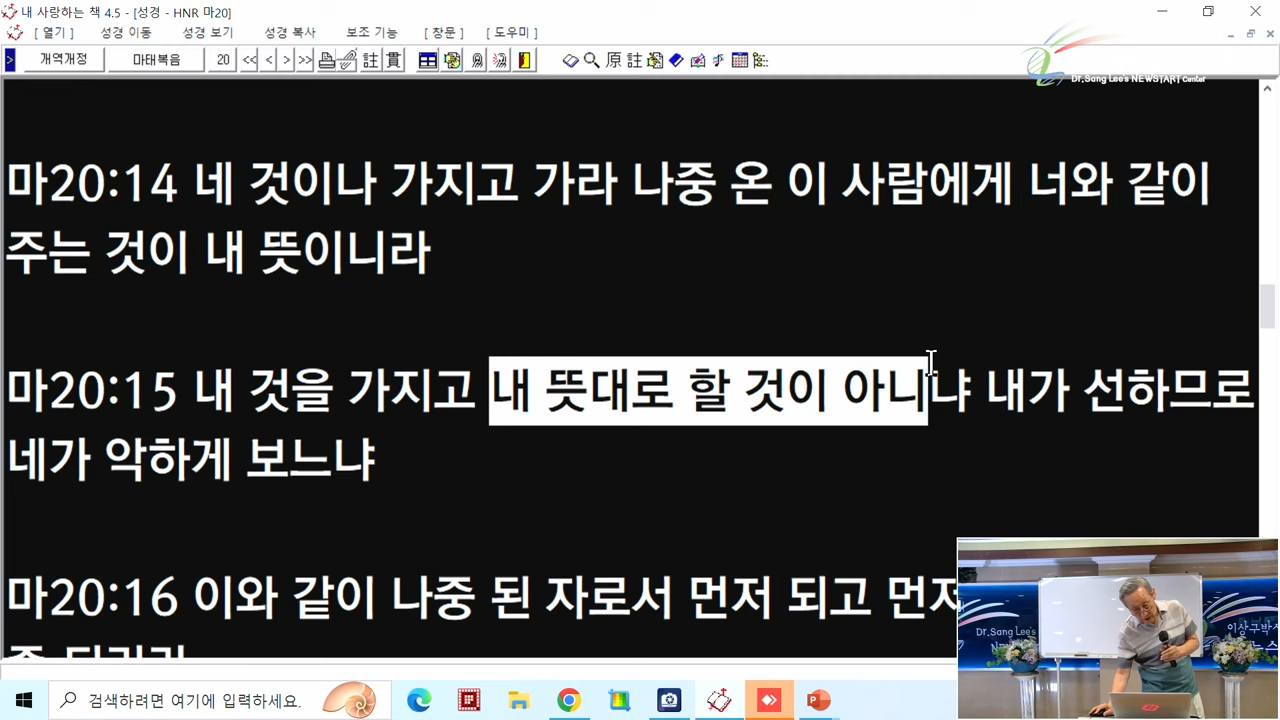 내 사랑하는 책 4.5 - [성경 - HNR 마20]
[ 열기 ] 성경 이동 성경 보기 성경 복사 보조 기능 [ 창문 ] [ 도우미 ]
개역개정 마태복음 20 << < > >> 註 貫 原 註
Dr.Sang Lee's NEWSTART Center
마20:14 네 것이나 가지고 가라 나중 온 이 사람에게 너와 같이
주는 것이 내 뜻이니라
마20:15 내 것을 가지고 내 뜻대로 할 것이 아니냐 내가 선하므로
네가 악하게 보느냐
마20:16 이와 같이 나중 된 자로서 먼저 되고 먼저
Dr.Sang Lee's
이상구박사
검색하려면 여기에 입력하세요.